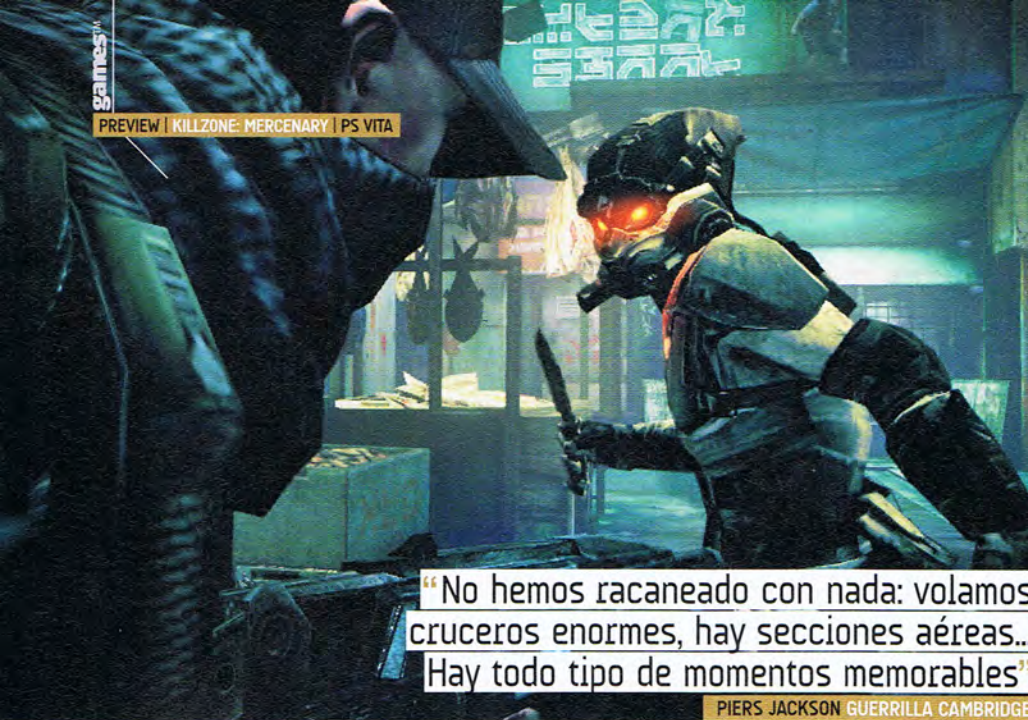 games™
PREVIEW | KILLZONE: MERCENARY | PS VITA
“No hemos racaneado con nada: volamos
cruceros enormes, hay secciones aéreas...
Hay todo tipo de momentos memorables”
PIERS JACKSON GUERRILLA CAMBRIDGE